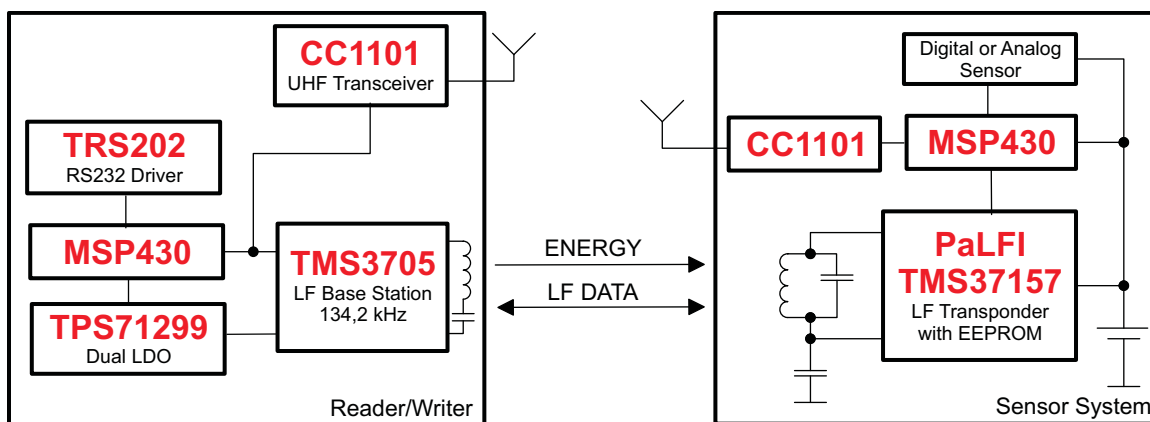 CC1101
UHF Transceiver
TRS202
RS232 Driver
MSP430
TMS3705
LF Base Station
134,2 kHz
TPS71299
Dual LDO
Reader/Writer
ENERGY
LF DATA
Digital or Analog
Sensor
CC1101
MSP430
PaLFI
TMS37157
LF Transponder
with EEPROM
Sensor System